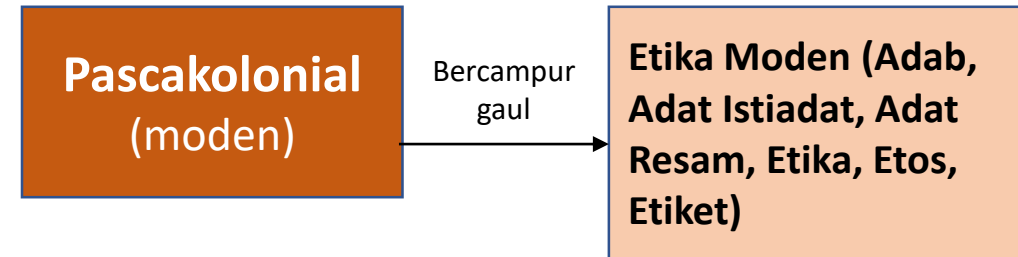 Pascakolonial
(moden)
Bercampur
gaul
Etika Moden (Adab,
Adat Istiadat, Adat
Resam, Etika, Etos,
Etiket)